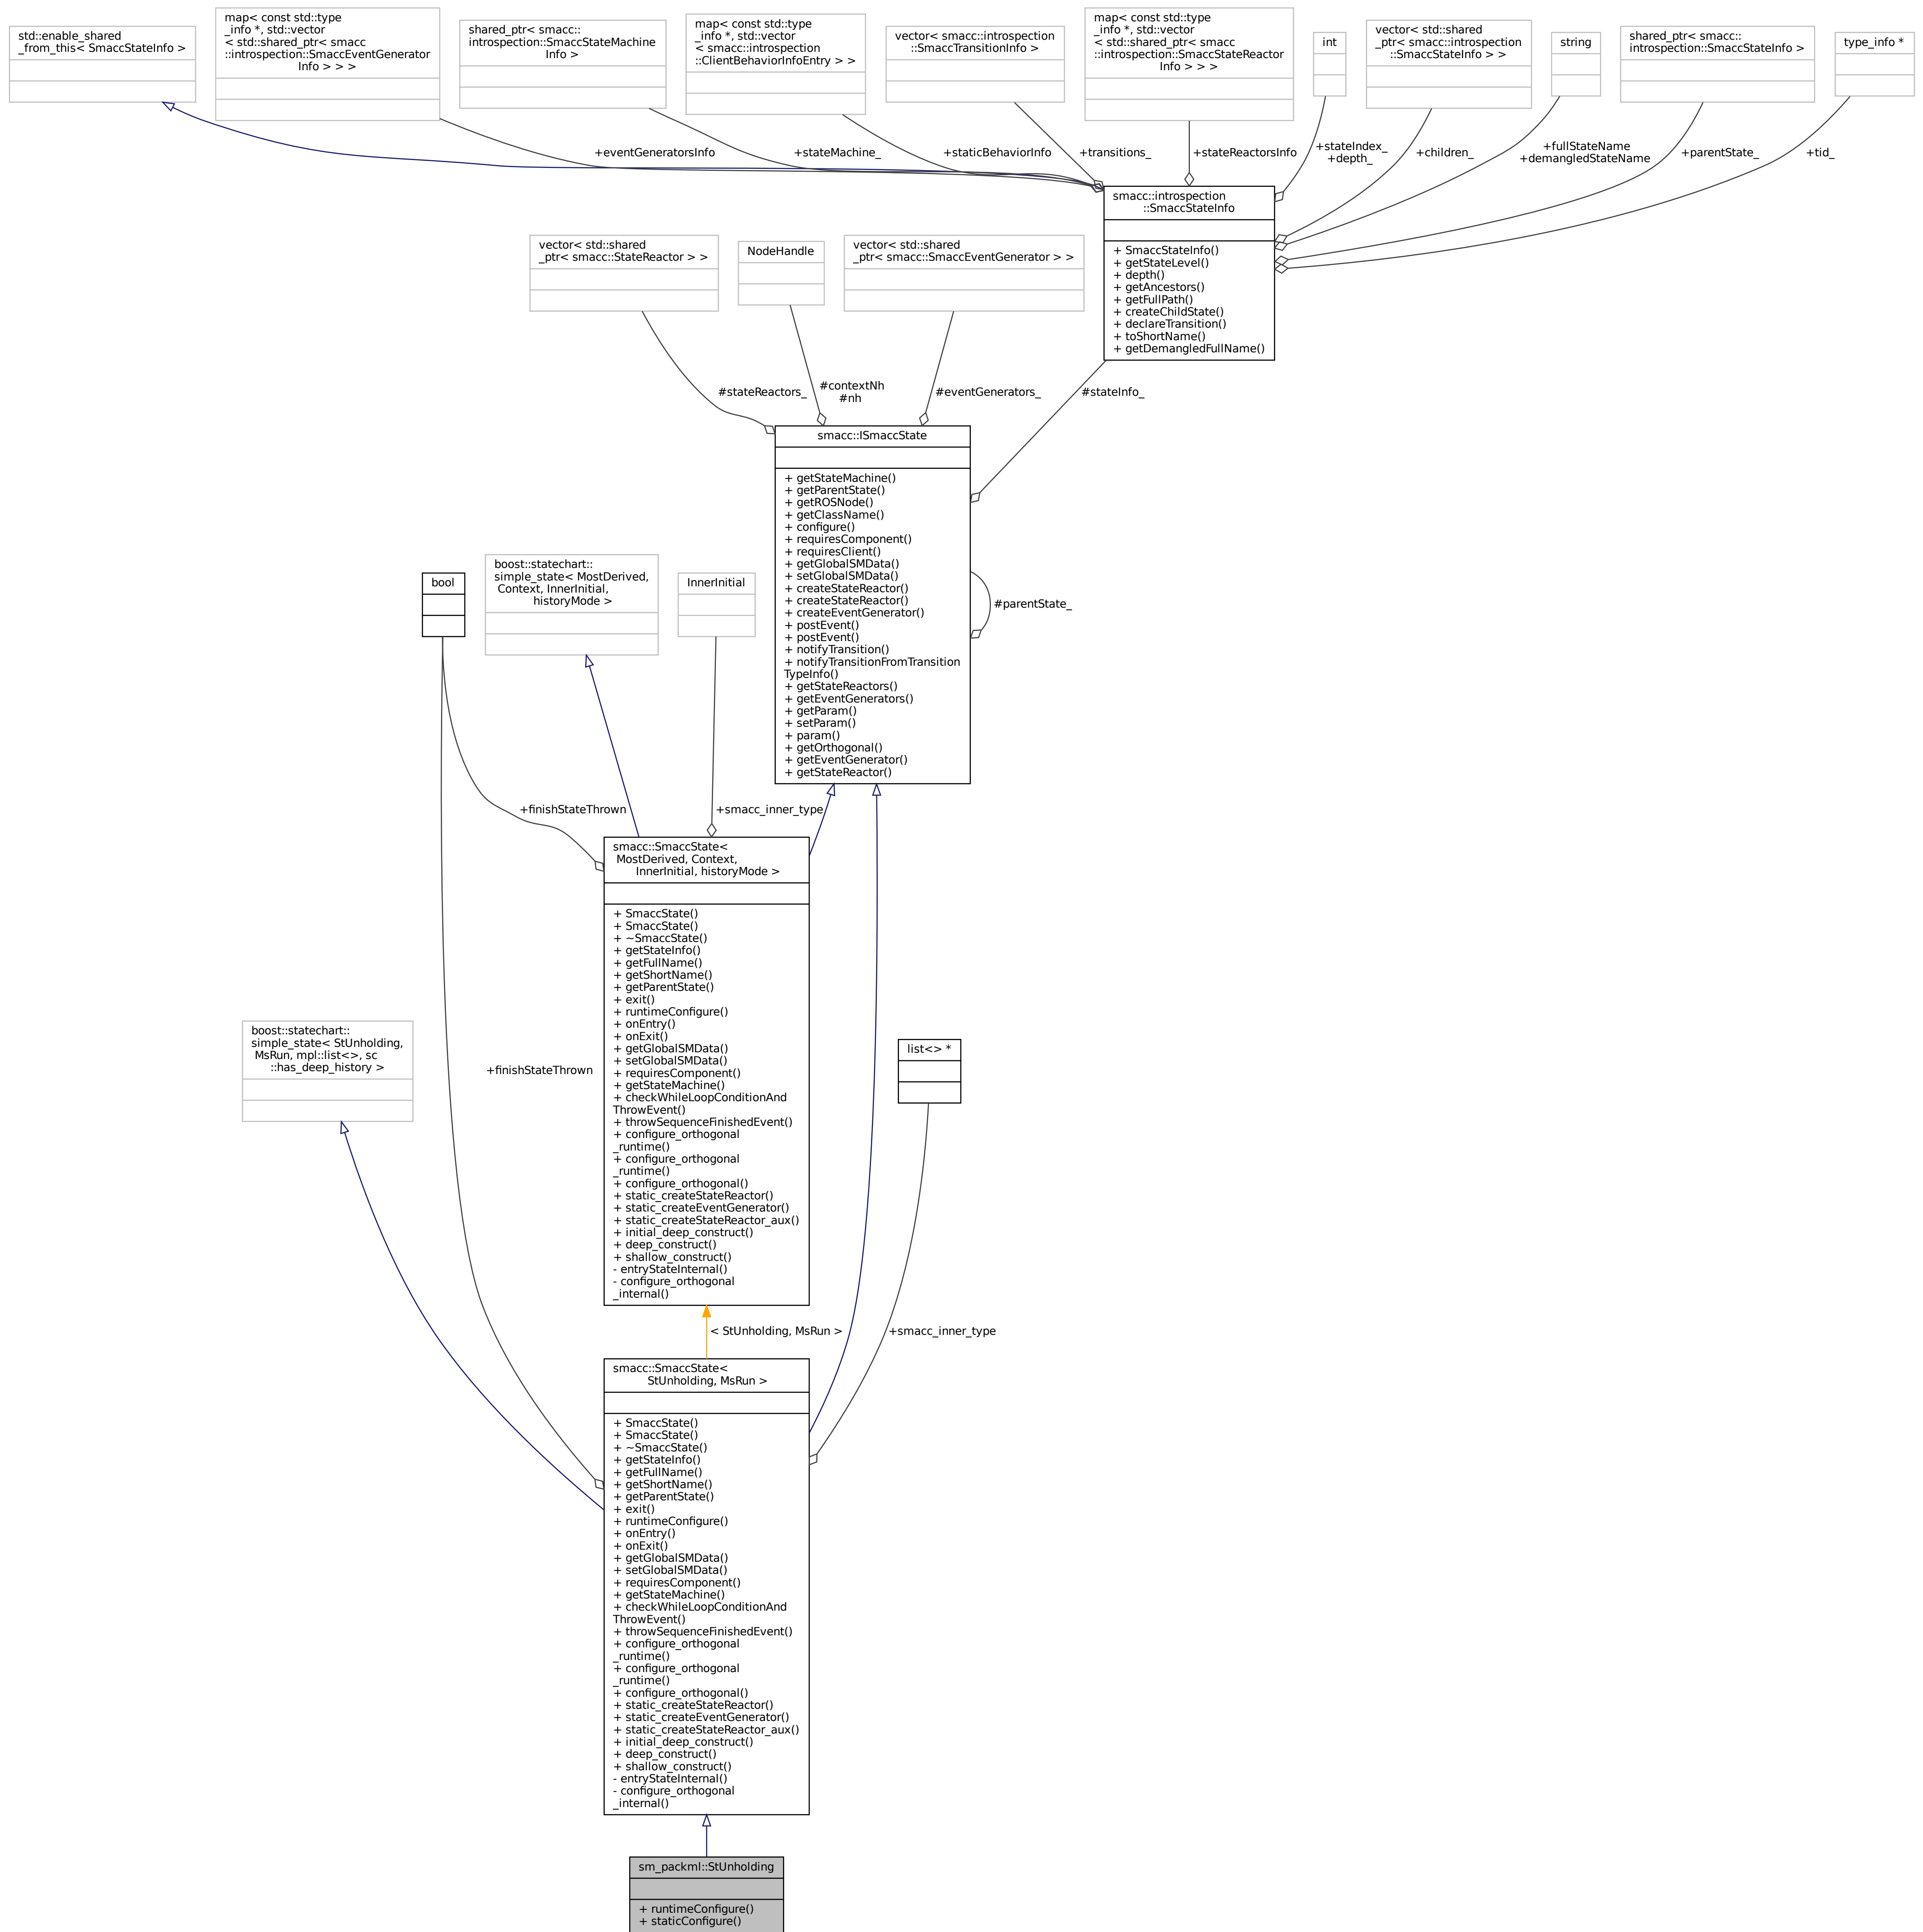 std::enable_shared
_from_this< SmaccStateInfo >
map< const std::type
_info *, std::vector
< std::shared_ptr< smacc
::introspection::SmaccEventGenerator
Info > > >
shared_ptr< smacc::
introspection::SmaccStateMachine
Info >
map< const std::type
_info *, std::vector
< smacc::introspection
::ClientBehaviorInfoEntry > >
vector< smacc::introspection
::SmaccTransitionInfo >
map< const std::type
_info *, std::vector
< std::shared_ptr< smacc
::introspection::SmaccStateReactor
Info > > >
int
vector< std::shared
_ptr< smacc::introspection
::SmaccStateInfo > >
string
shared_ptr< smacc::
introspection::SmaccStateInfo >
type_info *
+eventGeneratorsInfo
+stateMachine_
+staticBehaviorInfo
+transitions_
+stateReactorsInfo
+stateIndex_
+depth_
+children_
+fullStateName
+demangledStateName
+parentState_
+tid_
smacc::introspection
::SmaccStateInfo
+ SmaccStateInfo()
+ getStateLevel()
+ depth()
+ getAncestors()
+ getFullPath()
+ createChildState()
+ declareTransition()
+ toShortName()
+ getDemangledFullName()
vector< std::shared
_ptr< smacc::StateReactor > >
NodeHandle
vector< std::shared
_ptr< smacc::SmaccEventGenerator > >
#stateReactors_
#contextNh
#nh
#eventGenerators_
#stateInfo_
smacc::ISmaccState
+ getStateMachine()
+ getParentState()
+ getROSNode()
+ getClassName()
+ configure()
+ requiresComponent()
+ requiresClient()
+ getGlobalSMData()
+ setGlobalSMData()
+ createStateReactor()
+ createStateReactor()
+ createEventGenerator()
+ postEvent()
+ postEvent()
+ notifyTransition()
+ notifyTransitionFromTransition
TypeInfo()
+ getStateReactors()
+ getEventGenerators()
+ getParam()
+ setParam()
+ param()
+ getOrthogonal()
+ getEventGenerator()
+ getStateReactor()
#parentState_
bool
boost::statechart::
simple_state< MostDerived,
Context, InnerInitial,
historyMode >
InnerInitial
+finishStateThrown
+smacc_inner_type
smacc::SmaccState<
MostDerived, Context,
InnerInitial, historyMode >
+ SmaccState()
+ SmaccState()
+ ~SmaccState()
+ getStateInfo()
+ getFullName()
+ getShortName()
+ getParentState()
+ exit()
+ runtimeConfigure()
+ onEntry()
+ onExit()
+ getGlobalSMData()
+ setGlobalSMData()
+ requiresComponent()
+ getStateMachine()
+ checkWhileLoopConditionAnd
ThrowEvent()
+ throwSequenceFinishedEvent()
+ configure_orthogonal
_runtime()
+ configure_orthogonal
_runtime()
+ configure_orthogonal()
+ static_createStateReactor()
+ static_createEventGenerator()
+ static_createStateReactor_aux()
+ initial_deep_construct()
+ deep_construct()
+ shallow_construct()
- entryStateInternal()
- configure_orthogonal
_internal()
boost::statechart::
simple_state< StUnholding,
MsRun, mpl::list<>, sc
::has_deep_history >
+finishStateThrown
list<> *
< StUnholding, MsRun >
+smacc_inner_type
smacc::SmaccState<
StUnholding, MsRun >
+ SmaccState()
+ SmaccState()
+ ~SmaccState()
+ getStateInfo()
+ getFullName()
+ getShortName()
+ getParentState()
+ exit()
+ runtimeConfigure()
+ onEntry()
+ onExit()
+ getGlobalSMData()
+ setGlobalSMData()
+ requiresComponent()
+ getStateMachine()
+ checkWhileLoopConditionAnd
ThrowEvent()
+ throwSequenceFinishedEvent()
+ configure_orthogonal
_runtime()
+ configure_orthogonal
_runtime()
+ configure_orthogonal()
+ static_createStateReactor()
+ static_createEventGenerator()
+ static_createStateReactor_aux()
+ initial_deep_construct()
+ deep_construct()
+ shallow_construct()
- entryStateInternal()
- configure_orthogonal
_internal()
sm_packml::StUnholding
+ runtimeConfigure()
+ staticConfigure()